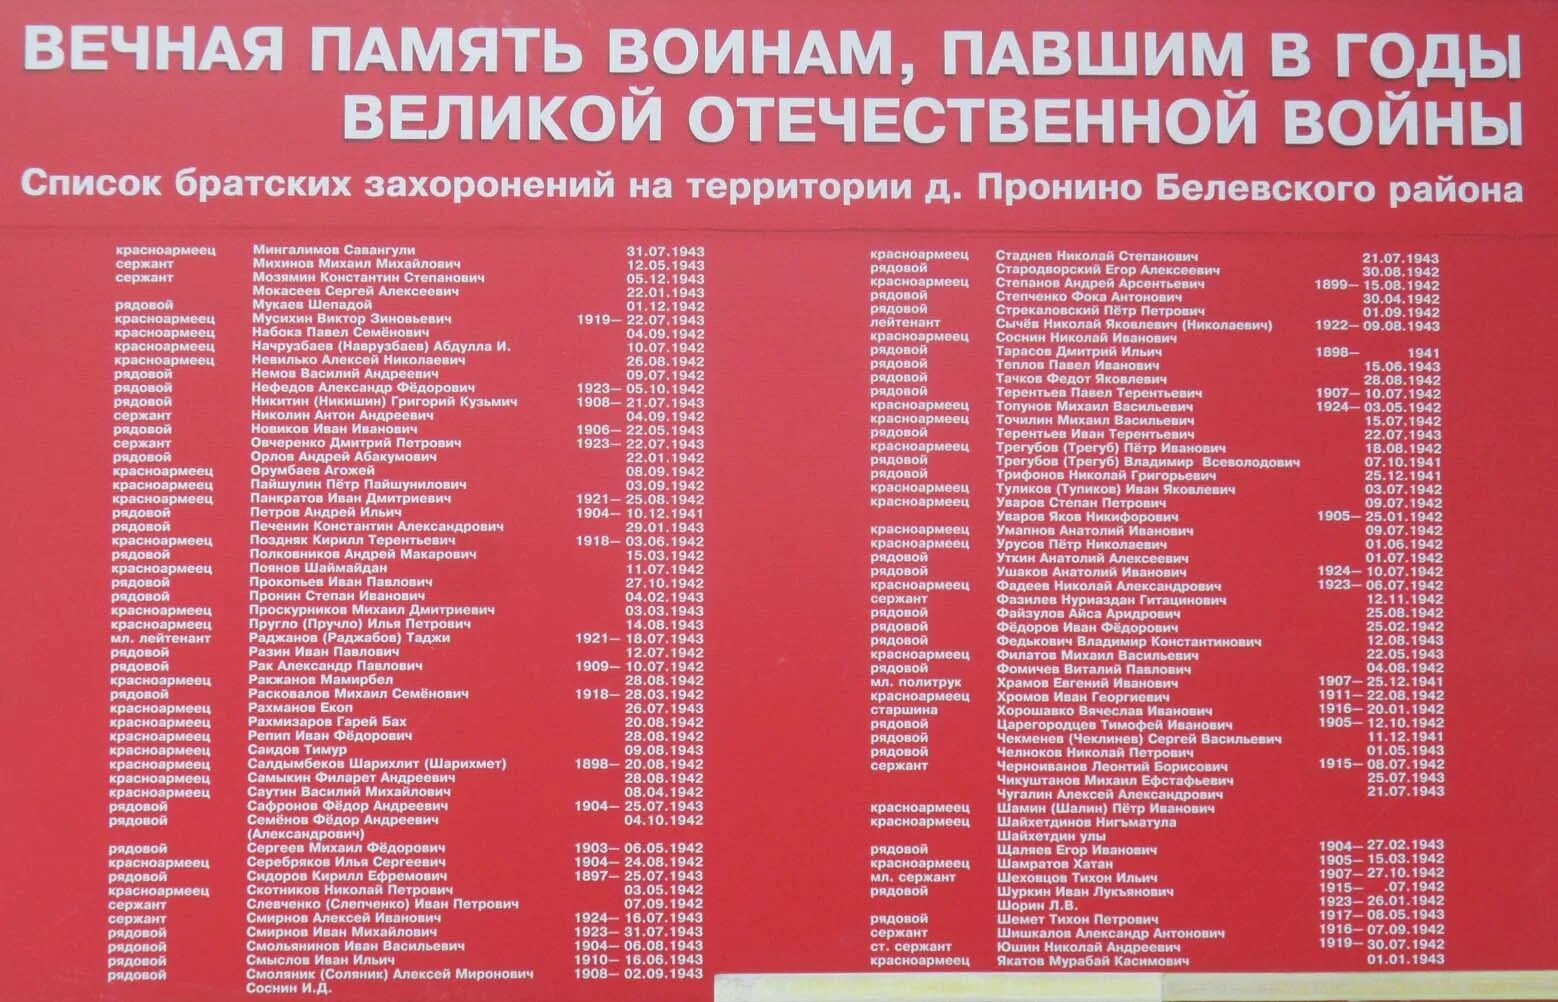 ВЕЧНАЯ ПАМЯТЬ ВОИНАМ, ПАВШИМ В ГОДЫ
ВЕЛИКОЙ ОТЕЧЕСТВЕННОЙ ВОЙНЫ
Список братских захоронений на территории д. Пронино Белевского района
красноармеец Мингалимов Савангули 31.07.1943
сержант Михинов Михаил Михайлович 12.05.1943
сержант Мозямин Константин Степанович 05.12.1943
Мокасеев Сергей Алексеевич 22.01.1943
рядовой Мукаев Шепадой 01.12.1942
красноармеец Мусихин Виктор Зиновьевич 1919– 22.07.1943
красноармеец Набока Павел Семёнович 04.09.1942
красноармеец Начрузбаев (Наврузбаев) Абдулла И. 10.07.1942
красноармеец Невилько Алексей Николаевич 26.08.1942
рядовой Немов Василий Андреевич 09.07.1942
рядовой Нефедов Александр Фёдорович 1923– 05.10.1942
рядовой Никитин (Никишин) Григорий Кузьмич 1908– 21.07.1943
сержант Николин Антон Андреевич 04.09.1942
рядовой Новиков Иван Иванович 1906– 22.05.1943
сержант Овчеренко Дмитрий Петрович 1923– 22.07.1943
рядовой Орлов Андрей Абакумович 22.01.1942
красноармеец Орумбаев Агожей 08.09.1942
красноармеец Пайшулин Пётр Пайшунилович 03.09.1942
красноармеец Панкратов Иван Дмитриевич 1921– 25.08.1942
рядовой Петров Андрей Ильич 1904– 10.12.1941
рядовой Печенин Константин Александрович 29.01.1943
красноармеец Поздняк Кирилл Терентьевич 1918– 03.06.1942
рядовой Полковников Андрей Макарович 15.03.1942
красноармеец Поянов Шаймайдан 11.07.1942
рядовой Прокопьев Иван Павлович 27.10.1942
рядовой Пронин Степан Иванович 04.02.1943
красноармеец Проскурников Михаил Дмитриевич 03.03.1943
красноармеец Пругло (Пручло) Илья Петрович 14.08.1943
мл. лейтенант Раджанов (Раджабов) Таджи 1921– 18.07.1943
рядовой Разин Иван Павлович 12.07.1942
рядовой Рак Александр Павлович 1909– 10.07.1942
красноармеец Ракжанов Мамирбел 28.08.1942
рядовой Расковалов Михаил Семёнович 1918– 28.03.1942
красноармеец Рахманов Екоп 26.07.1943
красноармеец Рахмизаров Гарей Бах 20.08.1942
красноармеец Репип Иван Фёдорович 28.08.1942
красноармеец Саидов Тимур 09.08.1943
красноармеец Салдымбеков Шарихлит (Шарихмет) 1898– 20.08.1942
красноармеец Самыкин Филарет Андреевич 28.08.1942
красноармеец Саутин Василий Михайлович 08.04.1942
рядовой Сафронов Фёдор Андреевич 1904– 25.07.1943
рядовой Семёнов Фёдор Андреевич 04.10.1942
(Александрович)
рядовой Сергеев Михаил Фёдорович 1903– 06.05.1942
красноармеец Серебряков Илья Сергеевич 1904– 24.08.1942
рядовой Сидоров Кирилл Ефремович 1897– 25.07.1943
красноармеец Скотников Николай Петрович 03.05.1942
сержант Слевченко (Слепченко) Иван Петрович 07.09.1942
сержант Смирнов Алексей Иванович 1924– 16.07.1943
рядовой Смирнов Иван Михайлович 1923– 31.07.1943
рядовой Смольянинов Иван Васильевич 1904– 06.08.1943
рядовой Смыслов Иван Ильич 1910– 16.06.1943
рядовой Смоляник (Соляник) Алексей Миронович 1908– 02.09.1943
Соснин И.Д.
красноармеец Стаднев Николай Степанович 21.07.1943
рядовой Стародворский Егор Алексеевич 30.08.1942
красноармеец Степанов Андрей Арсентьевич 1899– 15.08.1942
рядовой Степченко Фока Антонович 30.04.1942
рядовой Стрекаловский Пётр Петрович 01.09.1942
лейтенант Сычёв Николай Яковлевич (Николаевич) 1922– 09.08.1943
красноармеец Соснин Николай Иванович
рядовой Тарасов Дмитрий Ильич 1898– 1941
рядовой Теплов Павел Иванович 15.06.1943
рядовой Тачков Федот Яковлевич 28.08.1942
рядовой Терентьев Павел Терентьевич 1907– 10.07.1942
красноармеец Топунов Михаил Васильевич 1924– 03.05.1942
красноармеец Точилин Михаил Васильевич 15.07.1942
рядовой Терентьев Иван Терентьевич 22.07.1943
красноармеец Трегубов (Трегуб) Пётр Иванович 18.08.1942
рядовой Трегубов (Трегуб) Владимир Всеволодович 07.10.1941
рядовой Трифонов Николай Григорьевич 25.12.1941
красноармеец Туликов (Тупиков) Иван Яковлевич 03.07.1942
красноармеец Уваров Степан Петрович 09.07.1942
Уваров Яков Никифорович 1905– 25.01.1942
красноармеец Умапнов Анатолий Иванович 09.07.1942
красноармеец Урусов Пётр Николаевич 01.06.1942
рядовой Уткин Анатолий Алексеевич 01.07.1942
рядовой Ушаков Анатолий Иванович 1924– 10.07.1942
красноармеец Фадеев Николай Александрович 1923– 06.07.1942
сержант Фазилев Нуриаздан Гитацинович 12.11.1942
рядовой Файзулов Айса Аридрович 25.08.1942
рядовой Фёдоров Иван Фёдорович 25.02.1942
рядовой Федькович Владимир Константинович 12.08.1943
красноармеец Филатов Михаил Васильевич 22.05.1943
рядовой Фомичев Виталий Павлович 04.08.1942
мл. политрук Храмов Евгений Иванович 1907– 25.12.1941
красноармеец Хромов Иван Георгиевич 1911– 22.08.1942
старшина Хорошавко Вячеслав Иванович 1916– 20.01.1942
рядовой Царегородцев Тимофей Иванович 1905– 12.10.1942
рядовой Чекменев (Чеклинев) Сергей Васильевич 11.12.1941
рядовой Челноков Николай Петрович 01.05.1943
сержант Черноиванов Леонтий Борисович 1915– 08.07.1942
Чикуштанов Михаил Ефстафьевич 25.07.1943
Чугалин Алексей Александрович 21.07.1943
красноармеец Шамин (Шалин) Пётр Иванович
красноармеец Шайхетдинов Нигъматула
Шайхетдин улы
рядовой Щаляев Егор Иванович 1904– 27.02.1943
красноармеец Шамратов Хатан 1905– 15.03.1942
мл. сержант Шеховцов Тихон Ильич 1907– 27.10.1942
рядовой Шуркин Иван Лукъянович 1915– .07.1942
Шорин Л.В. 1923– 26.01.1942
рядовой Шемет Тихон Петрович 1917– 08.05.1943
сержант Шишкалов Александр Антонович 1916– 07.09.1942
ст. сержант Юшин Николай Андреевич 1919– 30.07.1942
красноармеец Якатов Мурабай Касимович 01.01.1943